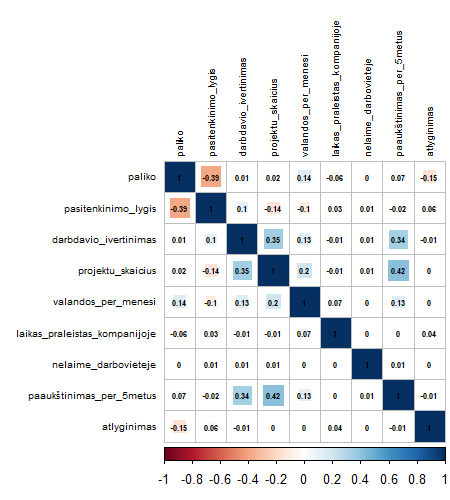 paliko
pasitenkinimo_lygis
darbdavio_ivertinimas
projektu_skaicius
valandos_per_menesi
laikas_praleistas_kompanijoje
nelaime_darbovieteje
paaukštinimas_per_5metus
atlyginimas
paliko 1 -0.39 0.01 0.02 0.14 -0.06 0 0.07 -0.15
pasitenkinimo_lygis -0.39 1 0.1 -0.14 -0.1 0.03 0.01 -0.02 0.06
darbdavio_ivertinimas 0.01 0.1 1 0.35 0.13 -0.01 0.01 0.34 -0.01
projektu_skaicius 0.02 -0.14 0.35 1 0.2 -0.01 0.01 0.42 0
valandos_per_menesi 0.14 -0.1 0.13 0.2 1 0.07 0 0.13 0
laikas_praleistas_kompanijoje -0.06 0.03 -0.01 -0.01 0.07 1 0 0 0.04
nelaime_darbovieteje 0 0.01 0.01 0.01 0 0 1 0.01 0
paaukštinimas_per_5metus 0.07 -0.02 0.34 0.42 0.13 0 0.01 1 -0.01
atlyginimas -0.15 0.06 -0.01 0 0 0.04 0 -0.01 1
-1 -0.8 -0.6 -0.4 -0.2 0 0.2 0.4 0.6 0.8 1